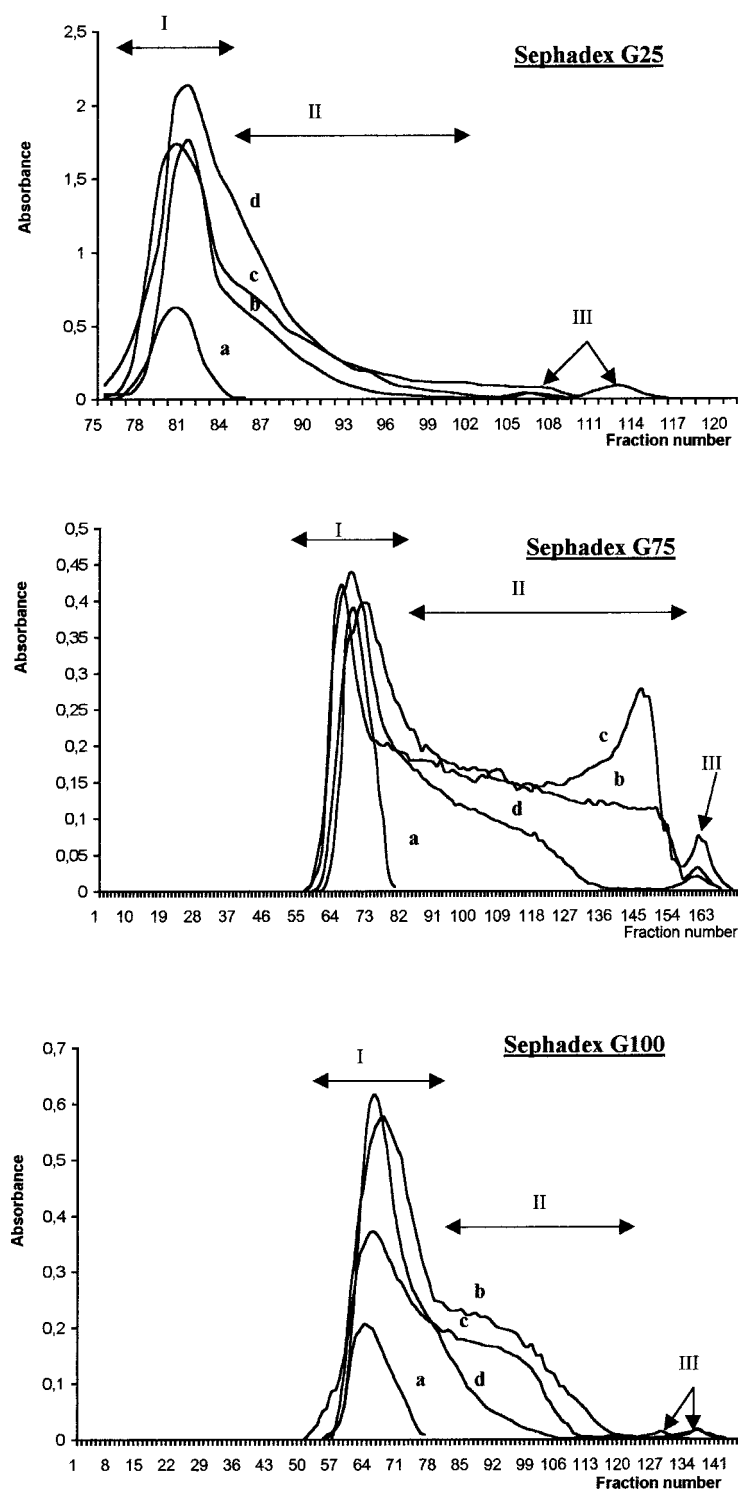 I
Sephadex G25
2,5
2
1,5
1
0,5
0
Absorbance
II
d
c
b
a
III
75 78 81 84 87 90 93 96 99 102 105 108 111 114 117 120
Fraction number
I
Sephadex G75
0,5
0,45
0,4
0,35
0,3
0,25
0,2
0,15
0,1
0,05
0
Absorbance
II
c
b
III
d
a
1 10 19 28 37 46 55 64 73 82 91 100 109 118 127 136 145 154 163
Fraction number
I
Sephadex G100
0,7
0,6
0,5
0,4
0,3
0,2
0,1
0
Absorbance
II
b
c
a
d
III
1 8 15 22 29 36 43 50 57 64 71 78 85 92 99 106 113 120 127 134 141
Fraction number